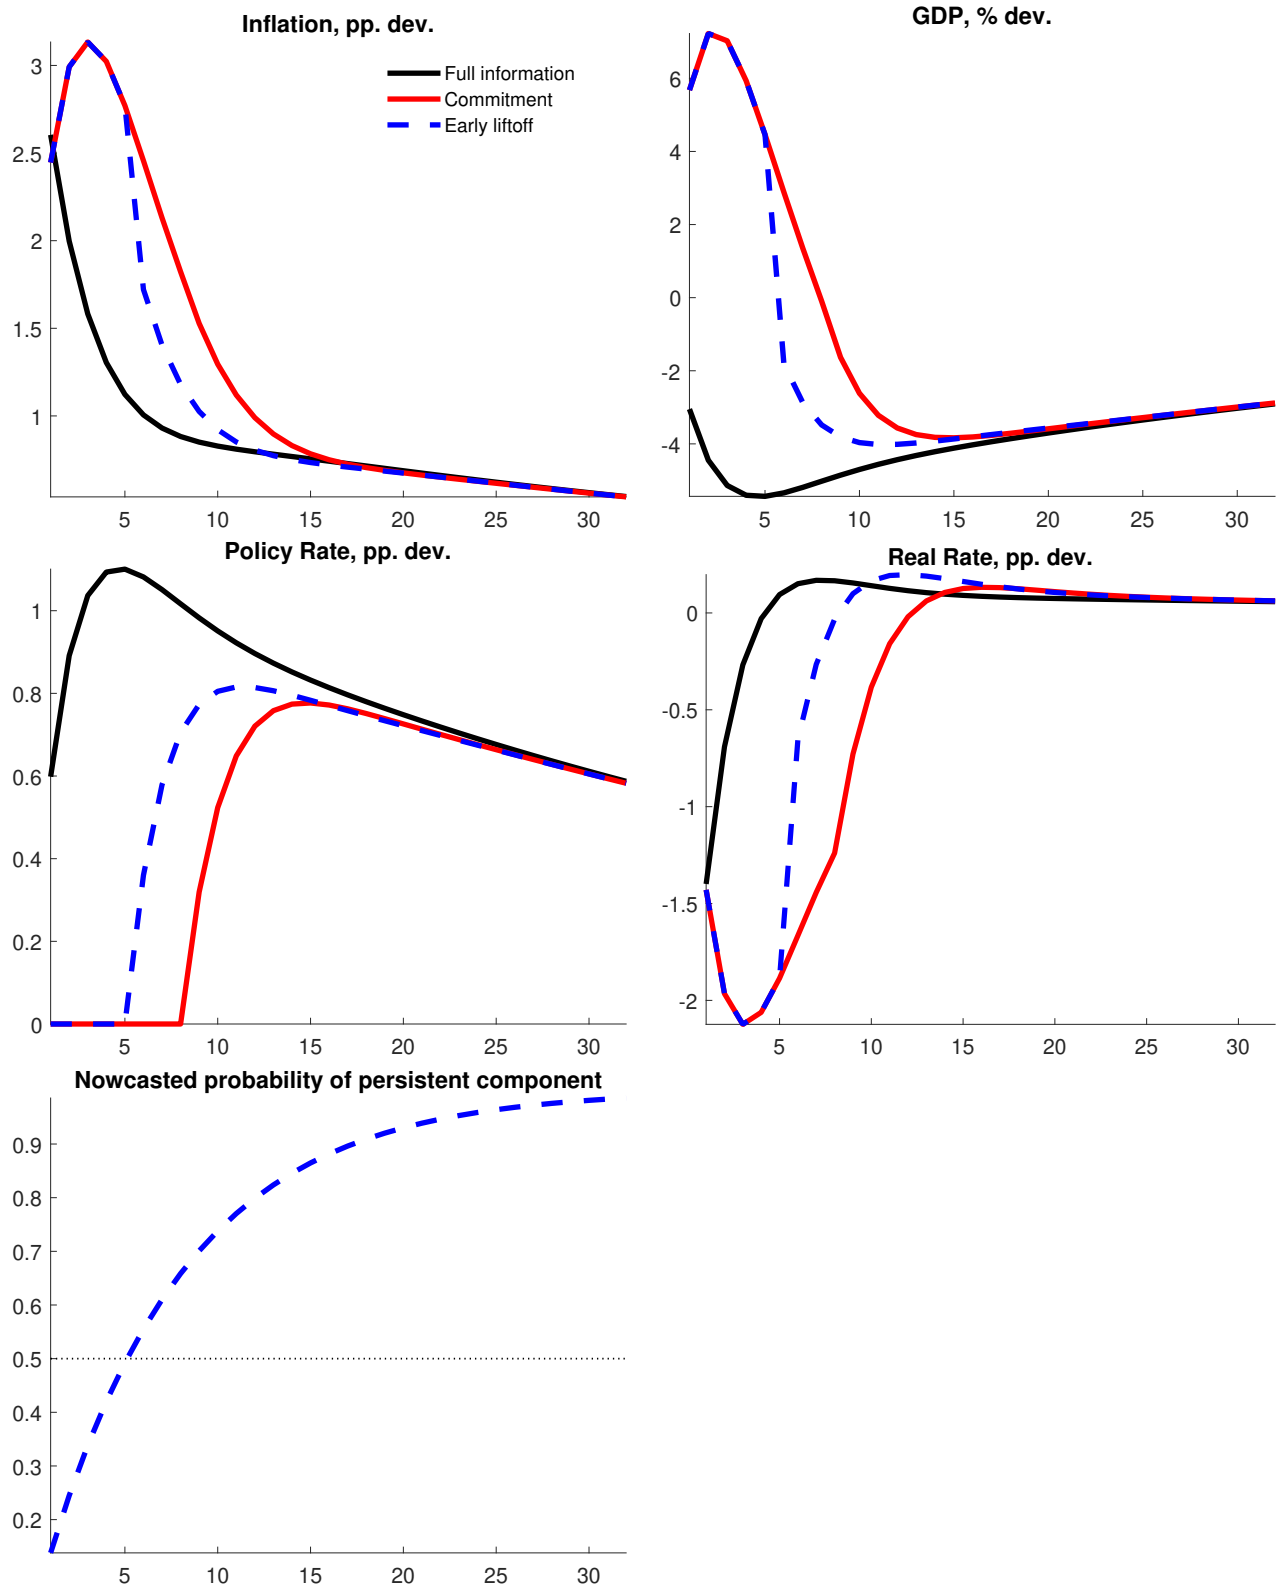 Inflation, pp. dev.
3
2.5
2
1.5
1
5 10 15 20 25 30
Full information
Commitment
Early liftoff
GDP, % dev.
6
4
2
0
-2
-4
5 10 15 20 25 30
Policy Rate, pp. dev.
1
0.8
0.6
0.4
0.2
0
5 10 15 20 25 30
Real Rate, pp. dev.
0
-0.5
-1
-1.5
-2
5 10 15 20 25 30
Nowcasted probability of persistent component
0.9
0.8
0.7
0.6
0.5
0.4
0.3
0.2
5 10 15 20 25 30